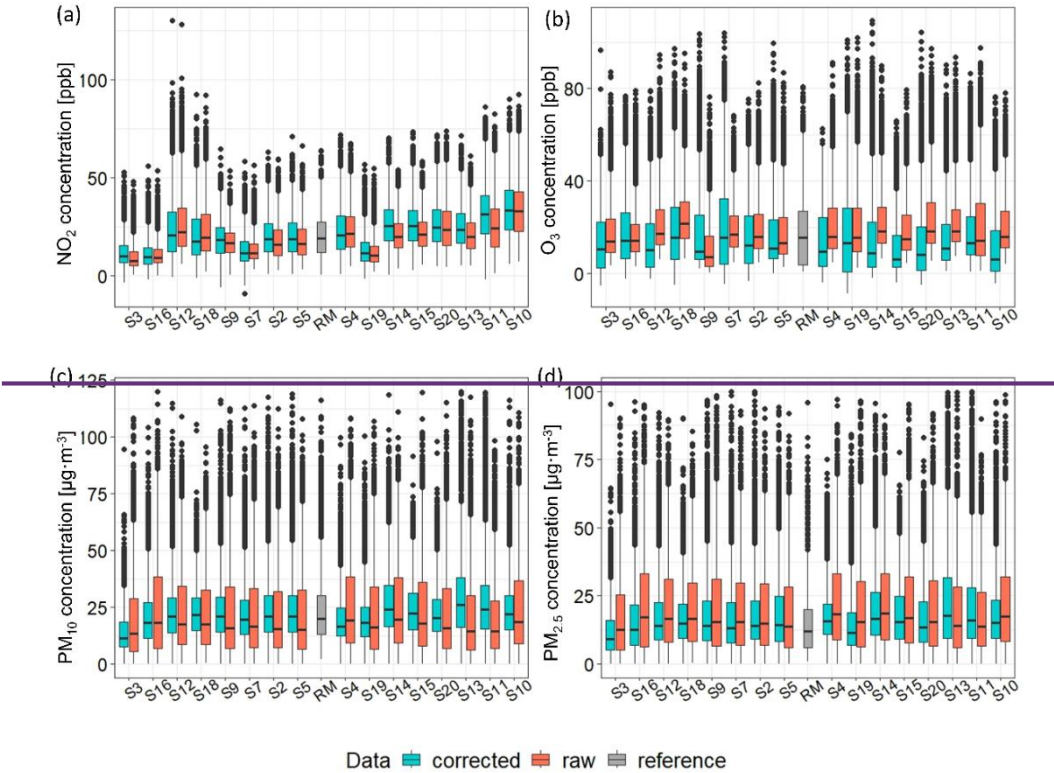 (a)
NO2 concentration [ppb]
100
50
0
S3 S16 S12 S18 S9 S7 S2 S5 RM S4 S19 S14 S15 S20 S13 S11 S10
(b)
O3 concentration [ppb]
80
40
0
S3 S16 S12 S18 S9 S7 S2 S5 RM S4 S19 S14 S15 S20 S13 S11 S10
(c)
PM10 concentration [µg·m-3]
125
100
75
50
25
0
S3 S16 S12 S18 S9 S7 S2 S5 RM S4 S19 S14 S15 S20 S13 S11 S10
(d)
PM2.5 concentration [µg·m-3]
100
75
50
25
0
S3 S16 S12 S18 S9 S7 S2 S5 RM S4 S19 S14 S15 S20 S13 S11 S10
Data corrected raw reference